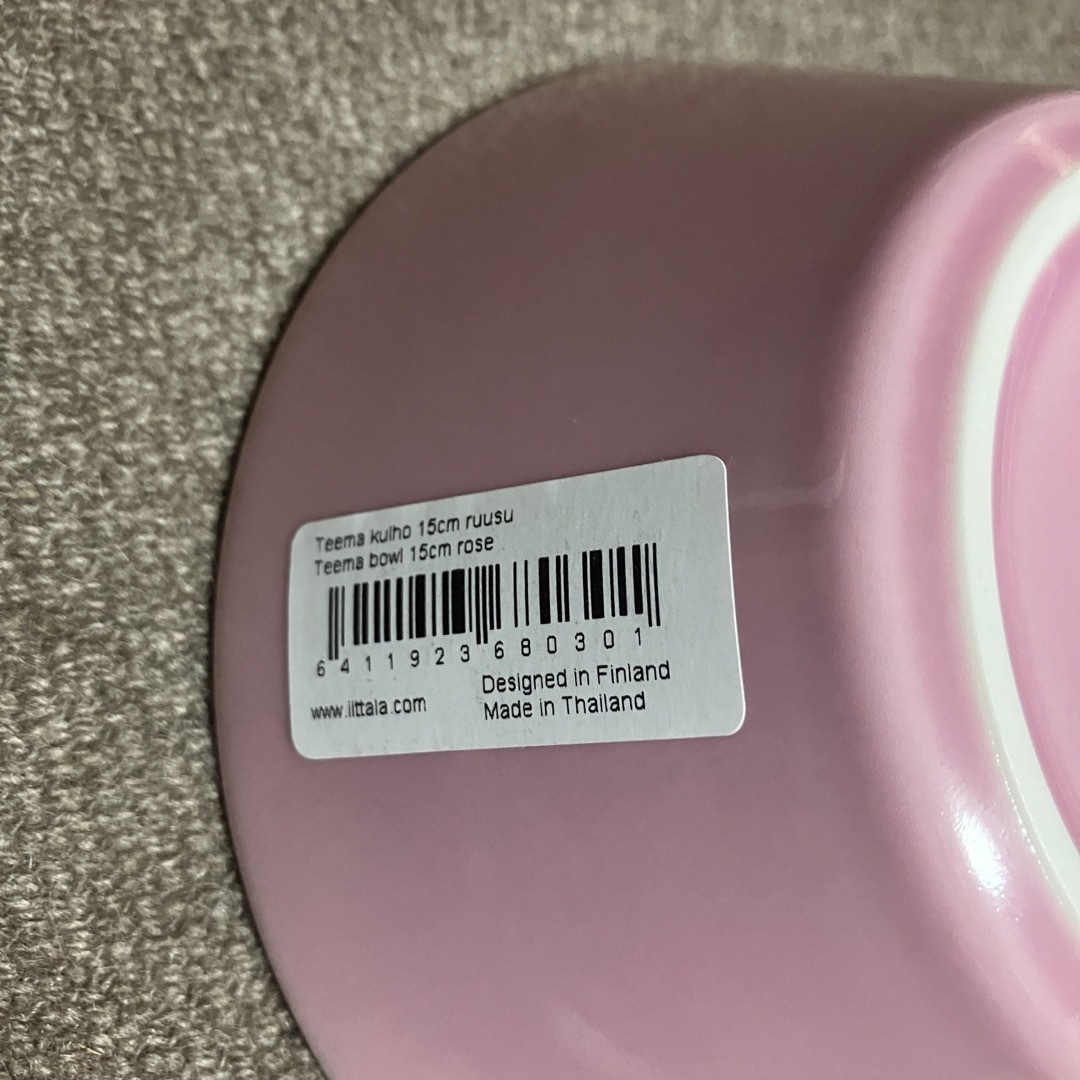 Teema kulho 15cm ruusu
Teema bowl 15cm rose
6 411923 680301
www.iittala.com
Designed in Finland
Made in Thailand